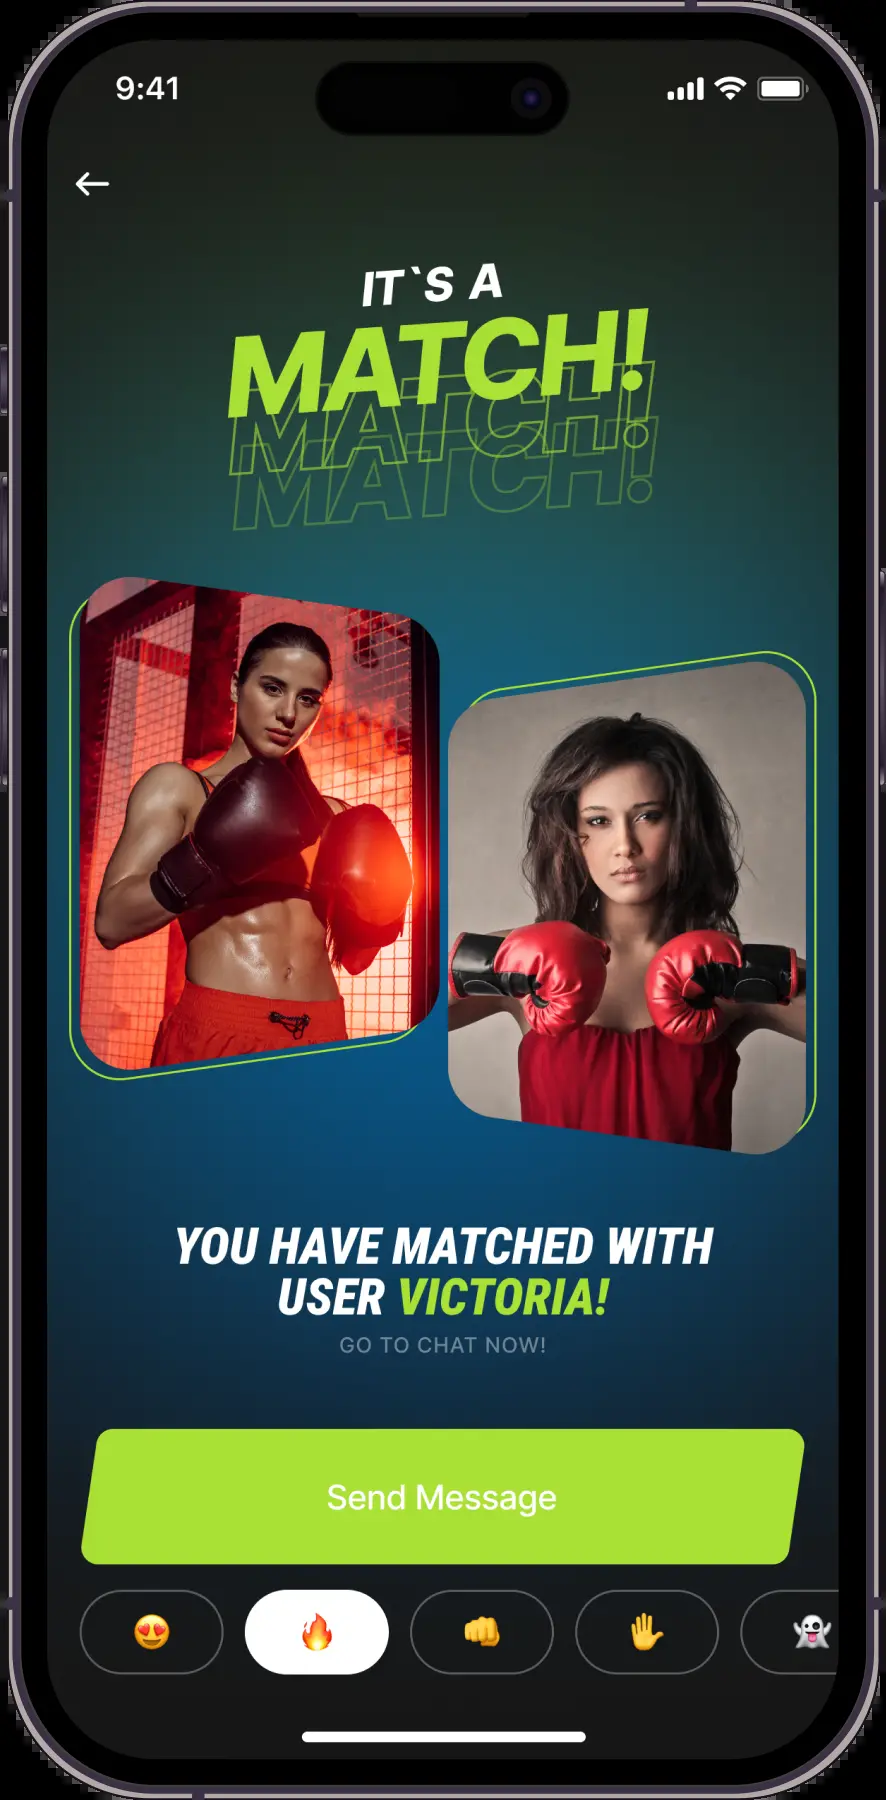 9:41
IT`S A
MATCH!
MATCH!
MATCH!
YOU HAVE MATCHED WITH
USER VICTORIA!
GO TO CHAT NOW!
Send Message